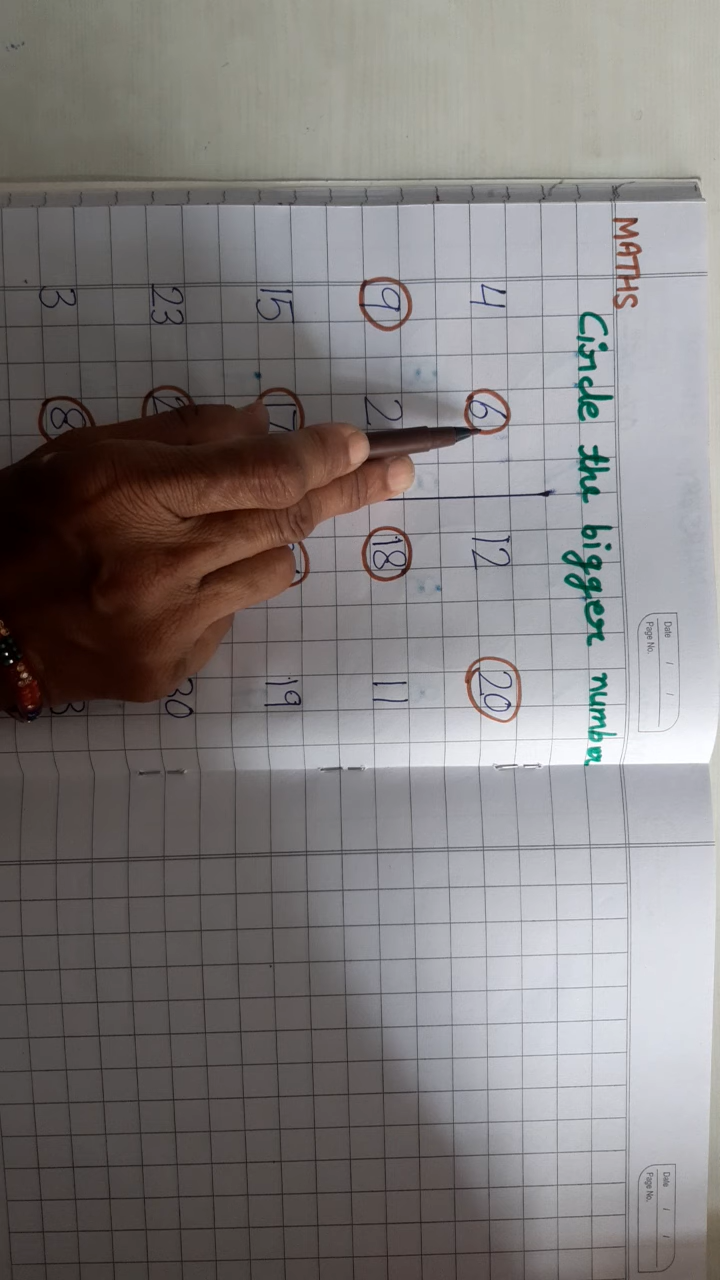 Date / /
Page No.
MATHS
Circle the bigger number
4 6 12 20
9 2 18 11
15 17 19
23 30
3 8
Date / /
Page No.